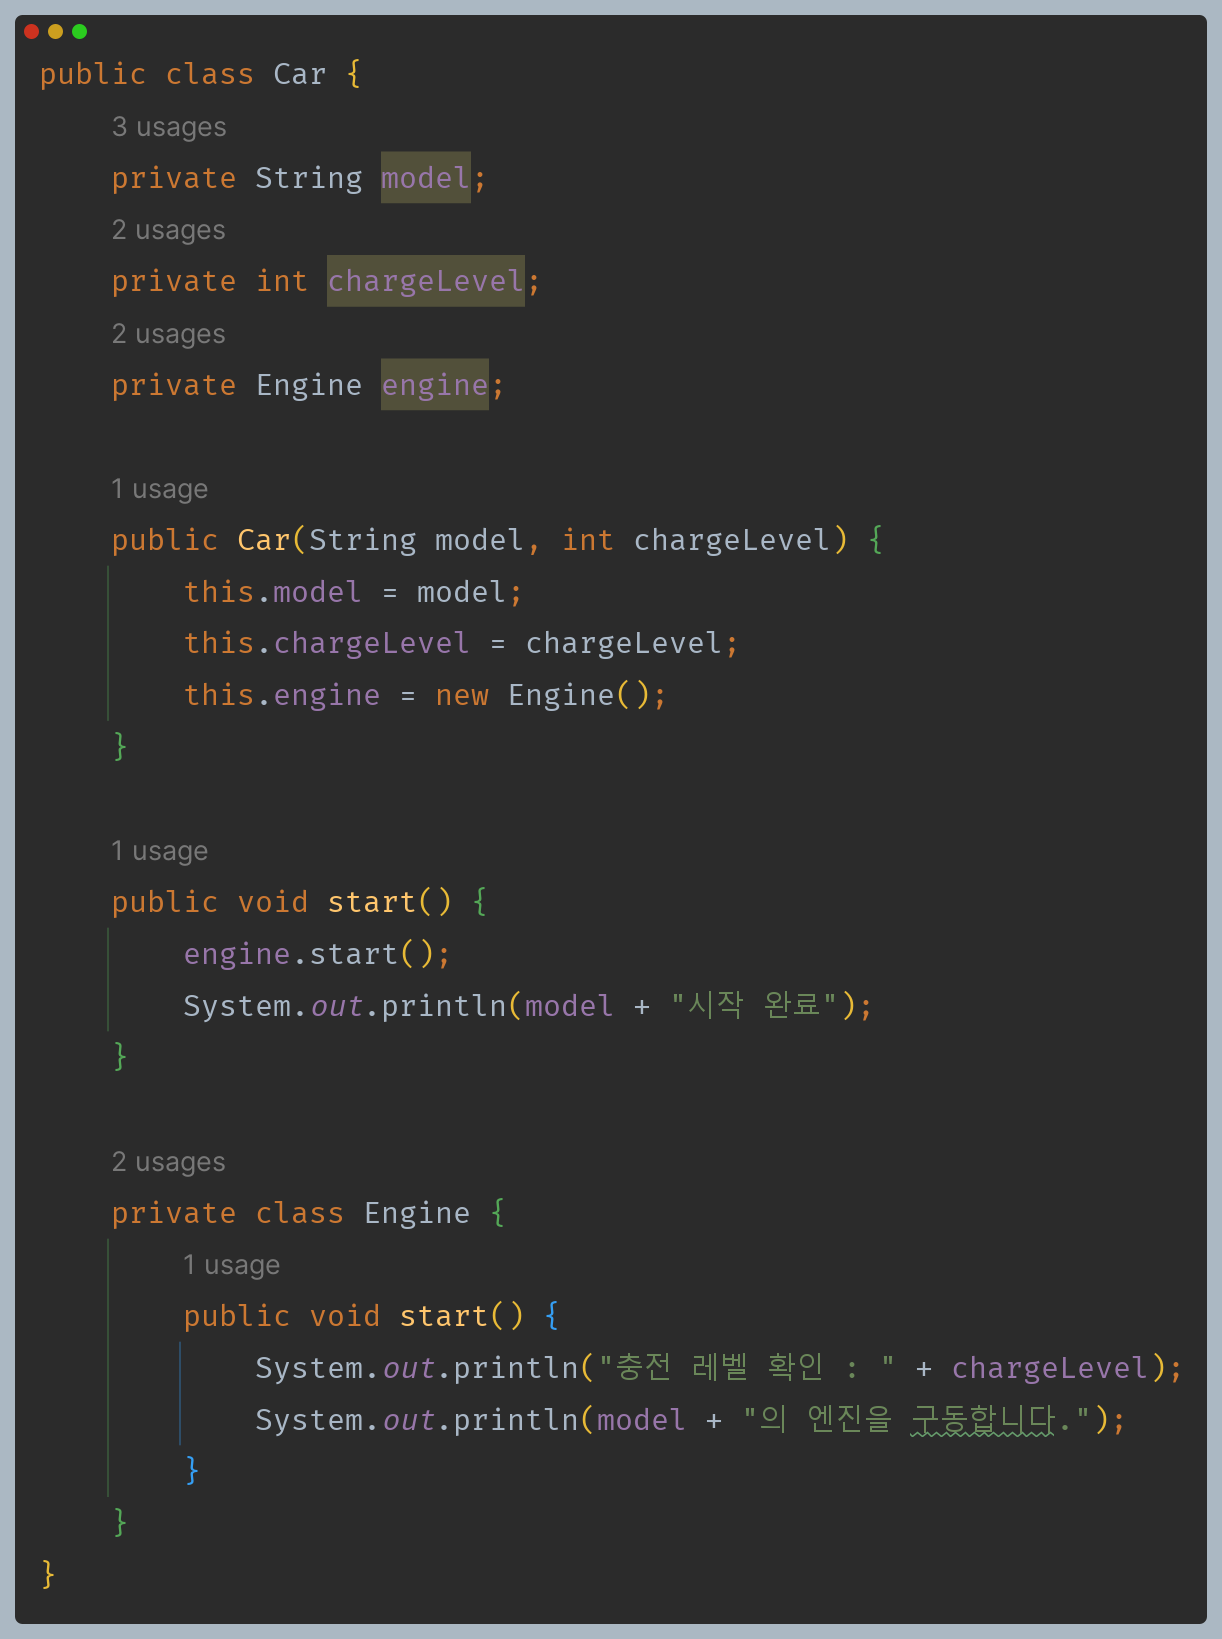 public class Car {
3 usages
private String model;
2 usages
private int chargeLevel;
2 usages
private Engine engine;
1 usage
public Car(String model, int chargeLevel) {
this.model = model;
this.chargeLevel = chargeLevel;
this.engine = new Engine();
}
1 usage
public void start() {
engine.start();
System.out.println(model + "시작 완료");
}
2 usages
private class Engine {
1 usage
public void start() {
System.out.println("충전 레벨 확인 : " + chargeLevel);
System.out.println(model + "의 엔진을 구동합니다.");
}
}
}